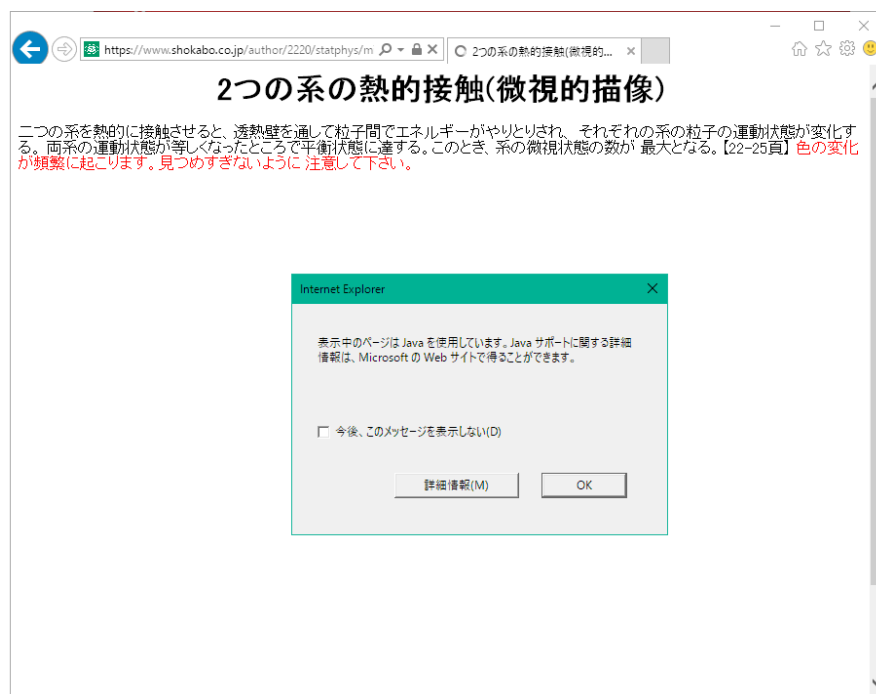 https://www.shokabo.co.jp/author/2220/statphys/m
2つの系の熱的接触(微視的...
2つの系の熱的接触(微視的描像)
二つの系を熱的に接触させると、透熱壁を通して粒子間でエネルギーがやりとりされ、それぞれの系の粒子の運動状態が変化す
る。両系の運動状態が等しくなったところで平衡状態に達する。このとき、系の微視状態の数が 最大となる。【22-25頁】 色の変化
が頻繁に起こります。見つめすぎないように 注意して下さい。
Internet Explorer
表示中のページは Java を使用しています。Java サポートに関する詳細
情報は、Microsoft の Web サイトで得ることができます。
今後、このメッセージを表示しない(D)
詳細情報(M)
OK